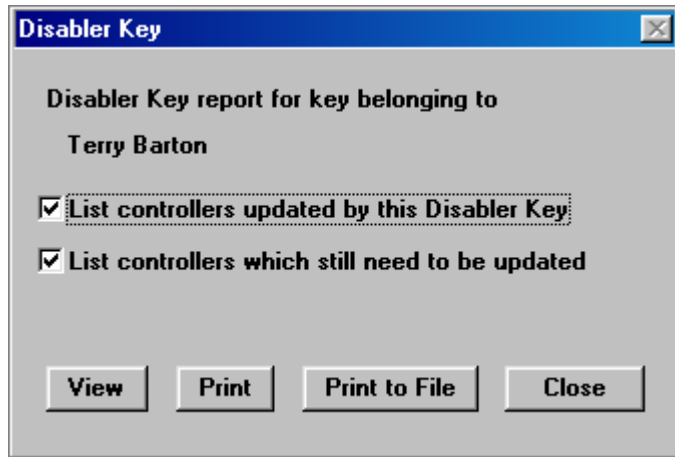 Disabler Key
Disabler Key report for key belonging to
Terry Barton
List controllers updated by this Disabler Key
List controllers which still need to be updated
View Print Print to File Close